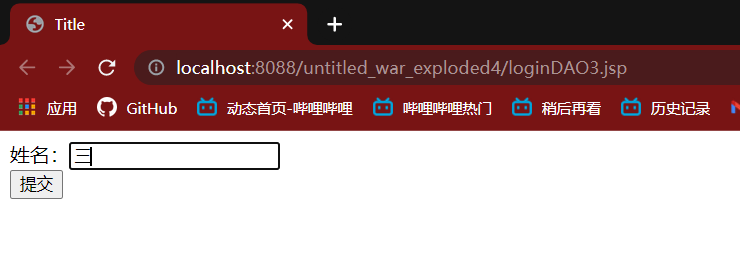 Title
localhost:8088/untitled_war_exploded4/loginDAO3.jsp
应用 GitHub 动态首页-哔哩哔哩 哔哩哔哩热门 稍后再看 历史记录
姓名：三
提交